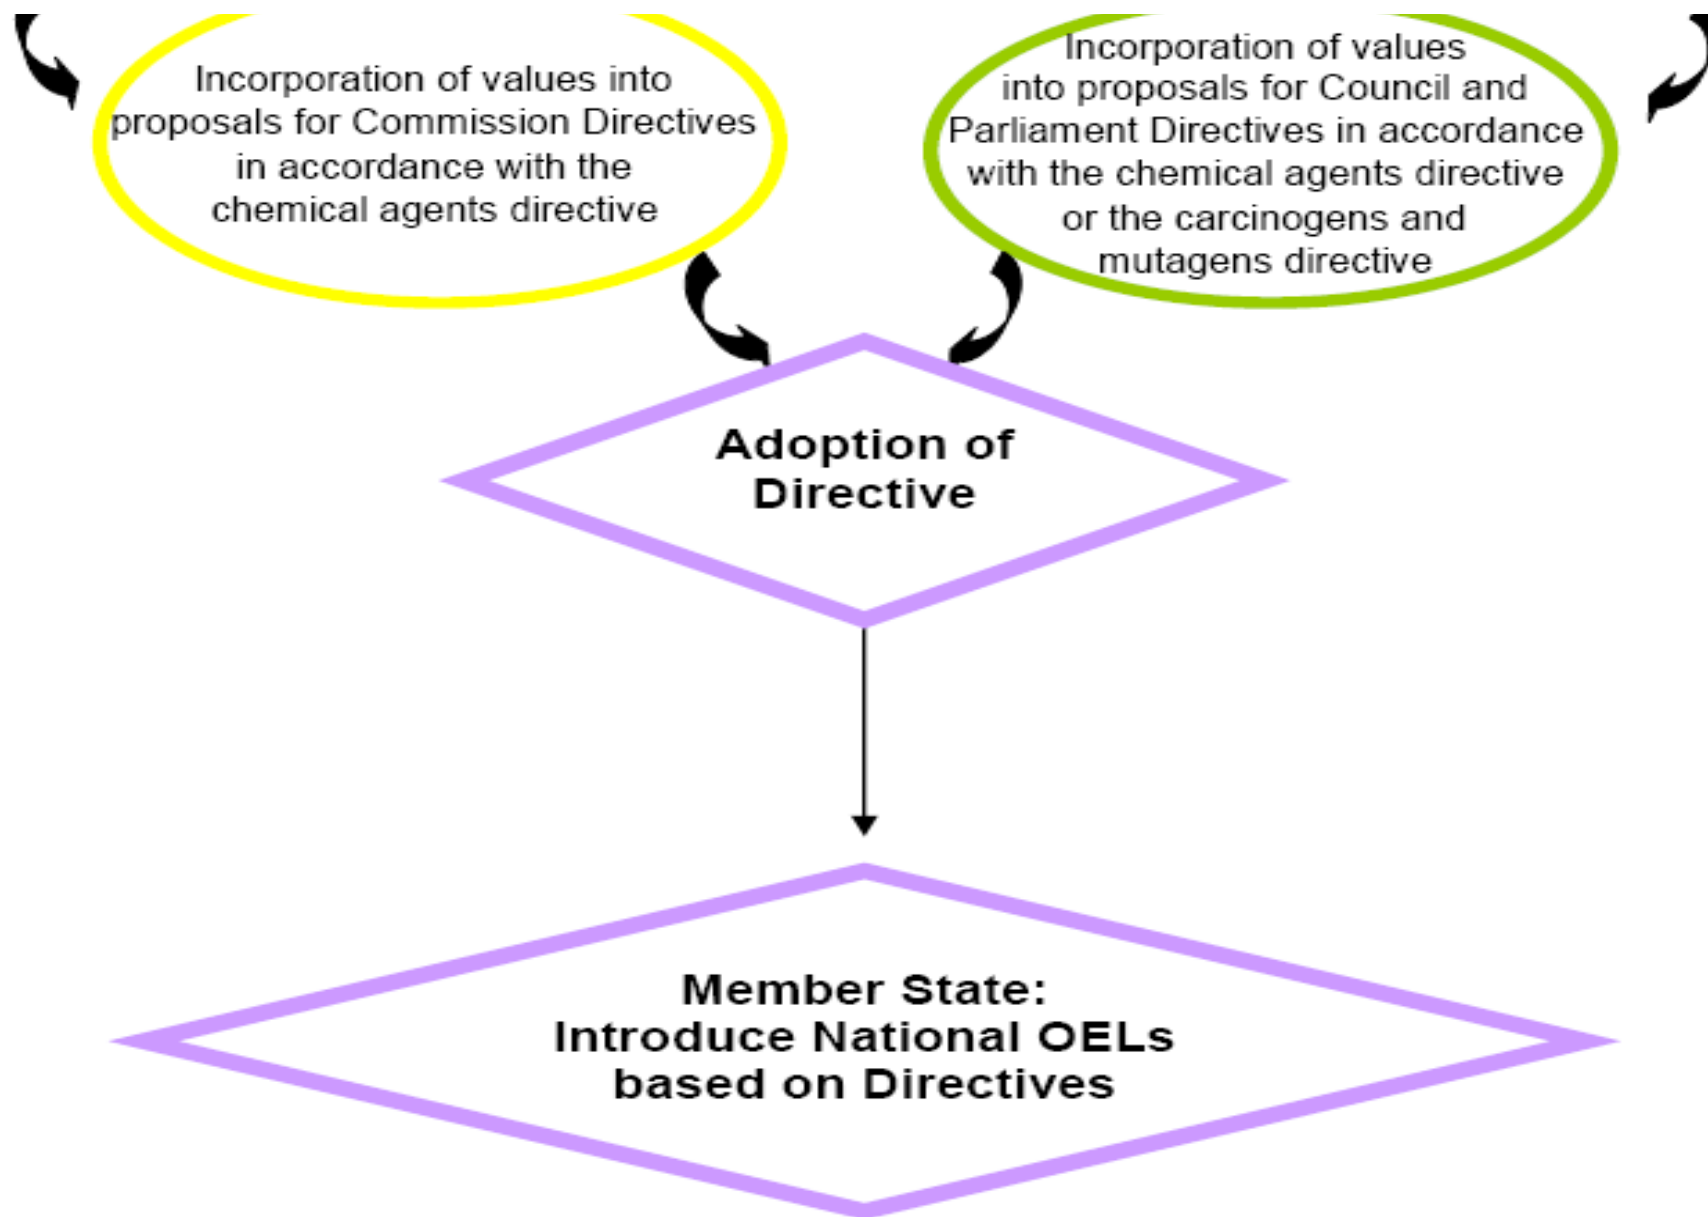 Incorporation of values into
proposals for Commission Directives
in accordance with the
chemical agents directive
Incorporation of values
into proposals for Council and
Parliament Directives in accordance
with the chemical agents directive
or the carcinogens and
mutagens directive
Adoption of
Directive
Member State:
Introduce National OELs
based on Directives